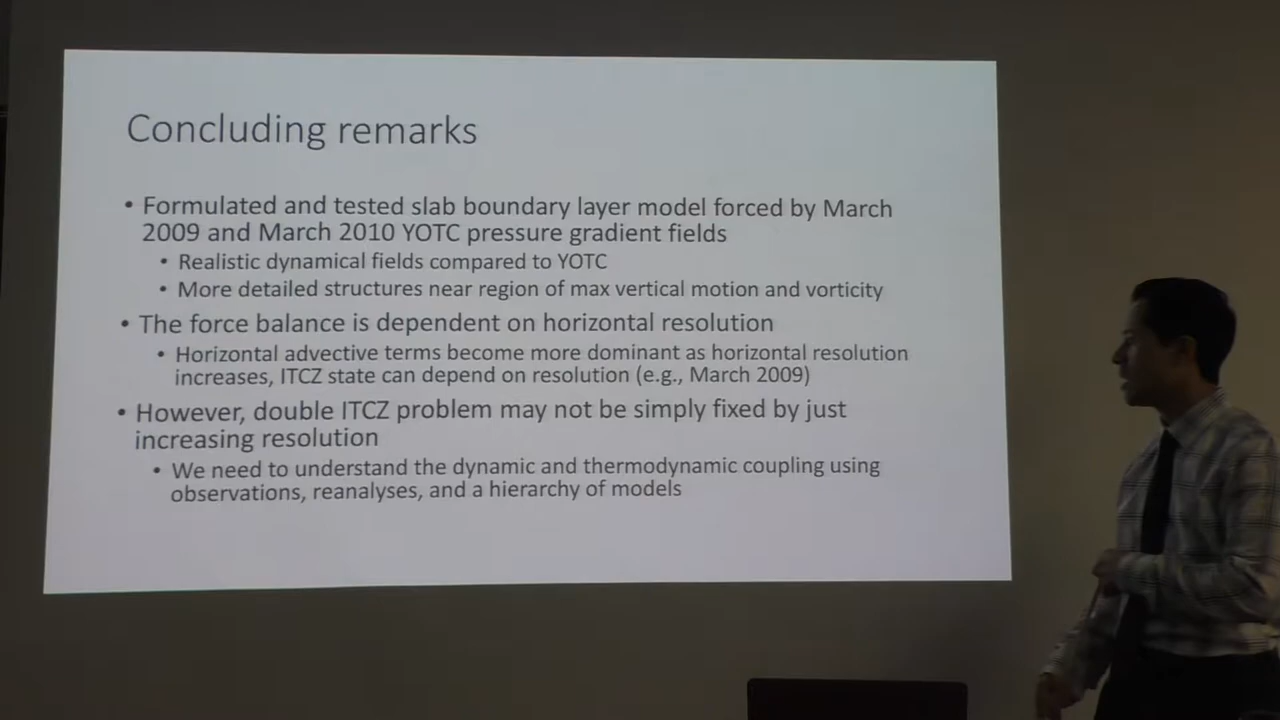 Concluding remarks
• Formulated and tested slab boundary layer model forced by March
2009 and March 2010 YOTC pressure gradient fields
• Realistic dynamical fields compared to YOTC
• More detailed structures near region of max vertical motion and vorticity
• The force balance is dependent on horizontal resolution
• Horizontal advective terms become more dominant as horizontal resolution
increases, ITCZ state can depend on resolution (e.g., March 2009)
• However, double ITCZ problem may not be simply fixed by just
increasing resolution
• We need to understand the dynamic and thermodynamic coupling using
observations, reanalyses, and a hierarchy of models